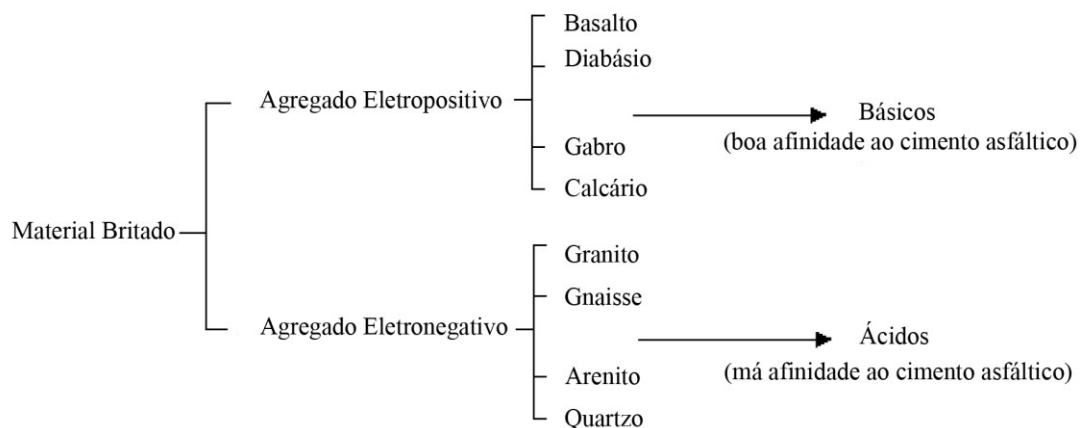 Material Britado
Agregado Eletropositivo
Basalto
Diabásio
Gabro
Calcário
Básicos
(boa afinidade ao cimento asfáltico)
Agregado Eletronegativo
Granito
Gnaisse
Arenito
Quartzo
Ácidos
(má afinidade ao cimento asfáltico)